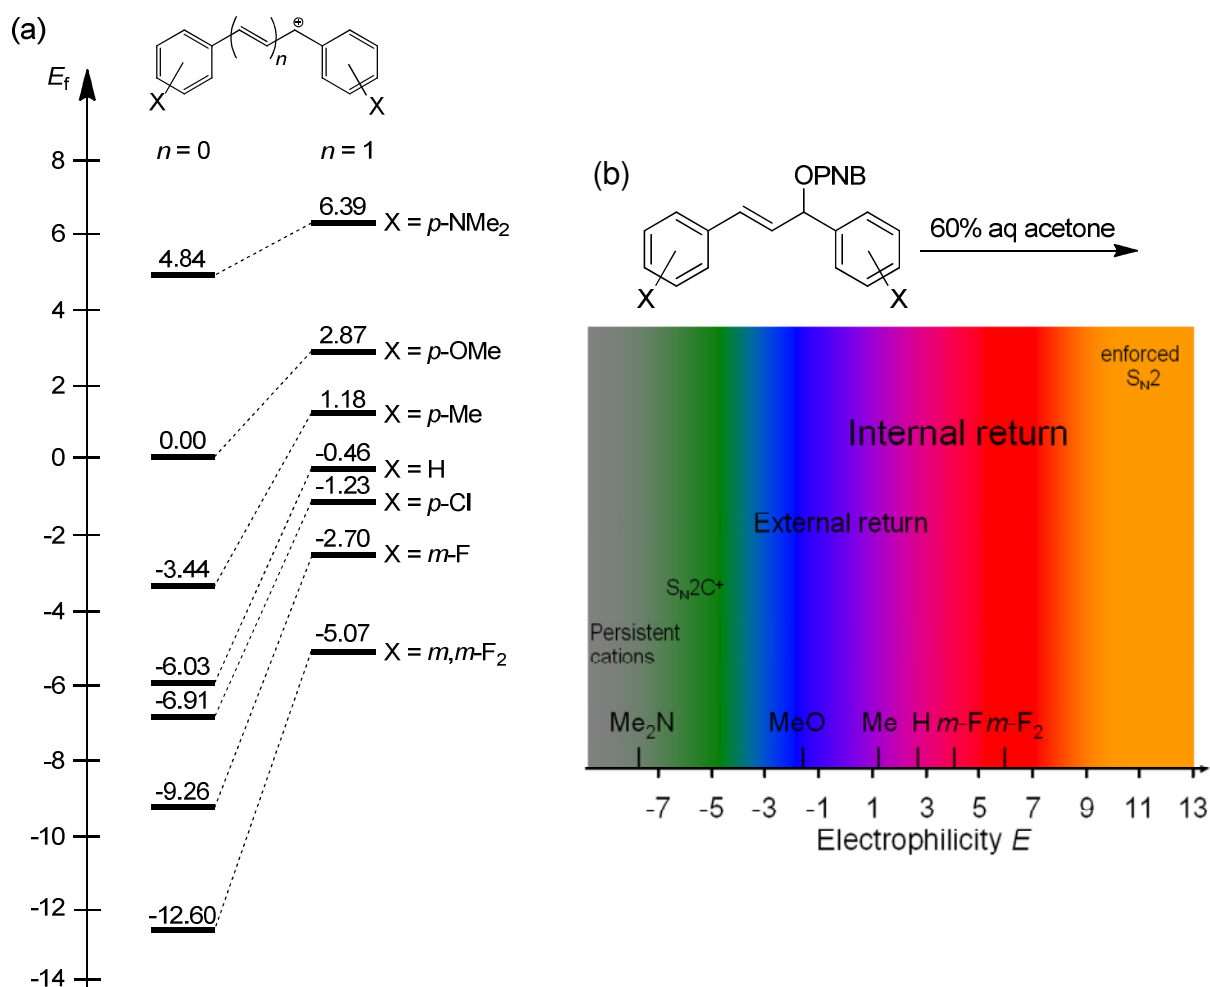 (a)
n
X
X
E_f
n = 0
n = 1
8
6
4
2
0
-2
-4
-6
-8
-10
-12
-14
6.39
X = p-NMe₂
4.84
2.87
X = p-OMe
1.18
X = p-Me
0.00
-0.46
X = H
-1.23
X = p-Cl
-2.70
X = m-F
-3.44
-5.07
X = m,m-F₂
-6.03
-6.91
-9.26
-12.60
(b)
OPNB
60% aq acetone
X
X
enforced
S_N2
Internal return
External return
S_N2C⁺
Persistent
cations
Me₂N MeO Me H m-F m-F₂
-7 -5 -3 -1 1 3 5 7 9 11 13
Electrophilicity E